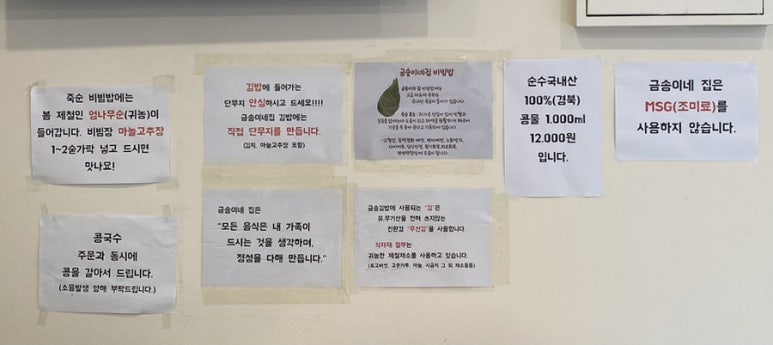 죽순 비빔밥에는
봄 제철인 엄나무순(귀농)이
들어갑니다. 비빔장 마늘고추장
1~2숟가락 넣고 드시면
맛나요!
김밥에 들어가는
단무지 안심하시고 드세요!!!!
금송이네집 김밥에는
직접 단무지를 만듭니다.
(김치, 마늘고추장 포함)
금송이네집 비빔밥
순수국내산
100%(경북)
콩물 1.000ml
12.000원
입니다.
금송이네 집은
MSG(조미료)를
사용하지 않습니다.
콩국수
주문과 동시에
콩을 갈아서 드립니다.
(소음발생 양해 부탁드립니다.)
금송이네 집은
"모든 음식은 내 가족이
드시는 것을 생각하며,
정성을 다해 만듭니다."
금송김밥에 사용되는 "김"은
유,무기산을 전혀 쓰지않는
친환경 "무산김"을 사용합니다.
식자재 일부는
귀농한 제철채소를 사용하고 있습니다.